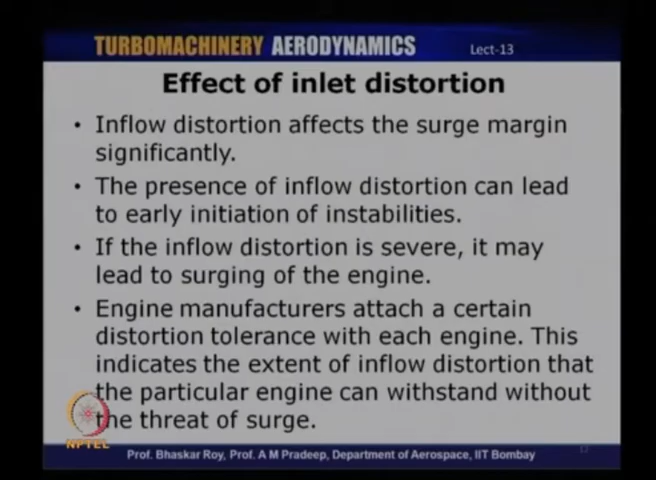 TURBOMACHINERY AERODYNAMICS
Lect-13
Effect of inlet distortion
• Inflow distortion affects the surge margin
significantly.
• The presence of inflow distortion can lead
to early initiation of instabilities.
• If the inflow distortion is severe, it may
lead to surging of the engine.
• Engine manufacturers attach a certain
distortion tolerance with each engine. This
indicates the extent of inflow distortion that
the particular engine can withstand without
the threat of surge.
NPTEL
Prof. Bhaskar Roy, Prof. A M Pradeep, Department of Aerospace, IIT Bombay